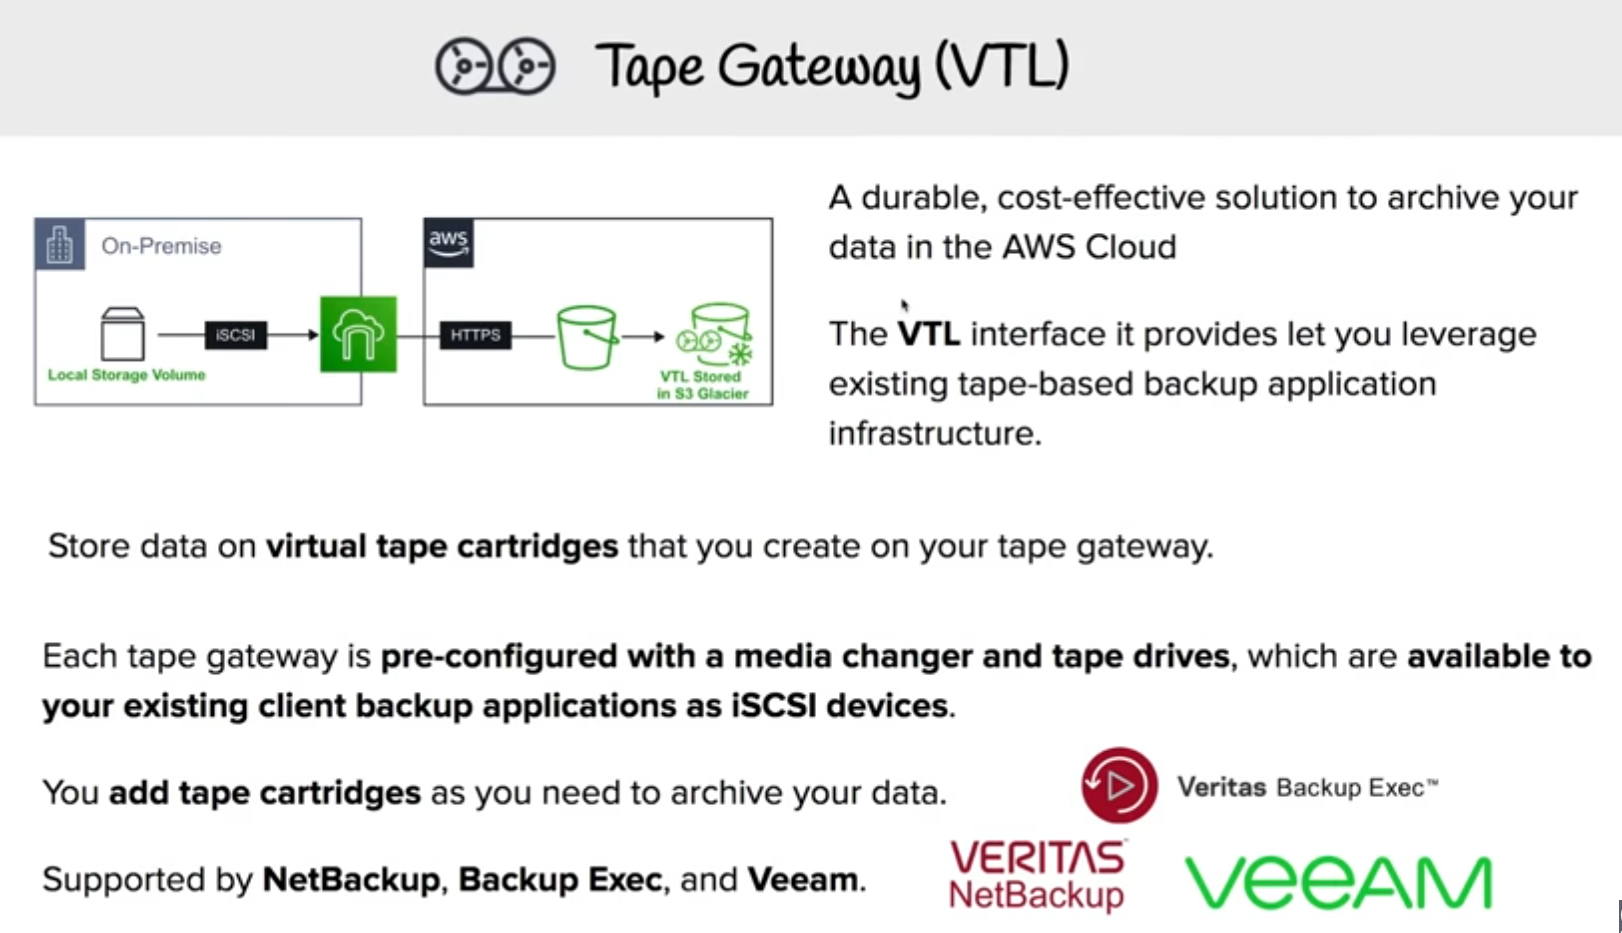 Tape Gateway (VTL)
On-Premise
aws
iSCSI
HTTPS
Local Storage Volume
VTL Stored
in S3 Glacier
A durable, cost-effective solution to archive your
data in the AWS Cloud
The VTL interface it provides let you leverage
existing tape-based backup application
infrastructure.
Store data on virtual tape cartridges that you create on your tape gateway.
Each tape gateway is pre-configured with a media changer and tape drives, which are available to
your existing client backup applications as iSCSI devices.
You add tape cartridges as you need to archive your data.
Veritas Backup Exec™
Supported by NetBackup, Backup Exec, and Veeam.
VERITAS™
NetBackup
veeAM